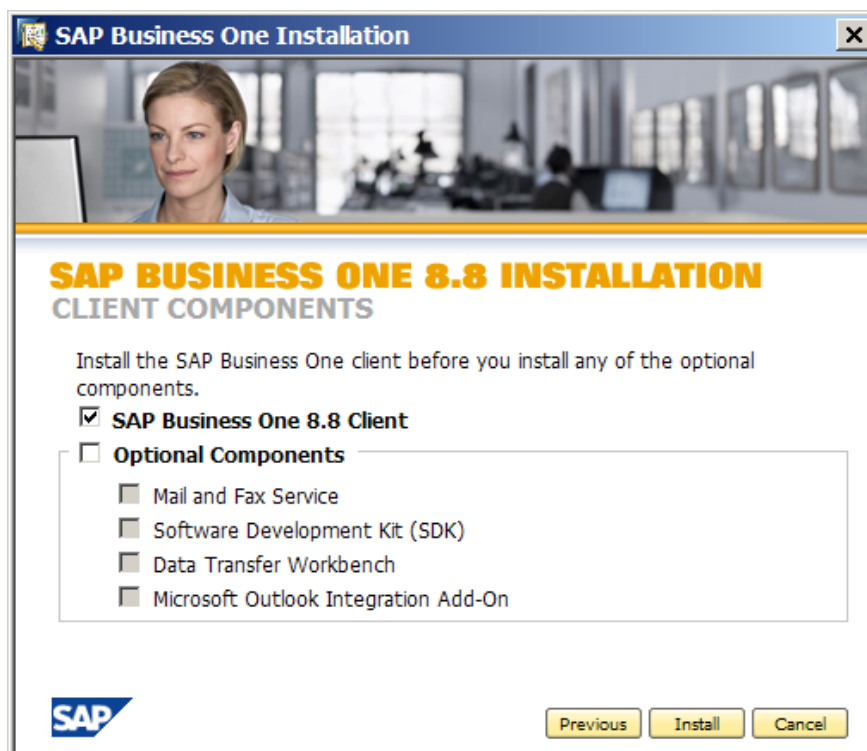 SAP Business One Installation
SAP BUSINESS ONE 8.8 INSTALLATION
CLIENT COMPONENTS
Install the SAP Business One client before you install any of the optional
components.
SAP Business One 8.8 Client
Optional Components
Mail and Fax Service
Software Development Kit (SDK)
Data Transfer Workbench
Microsoft Outlook Integration Add-On
SAP
Previous Install Cancel